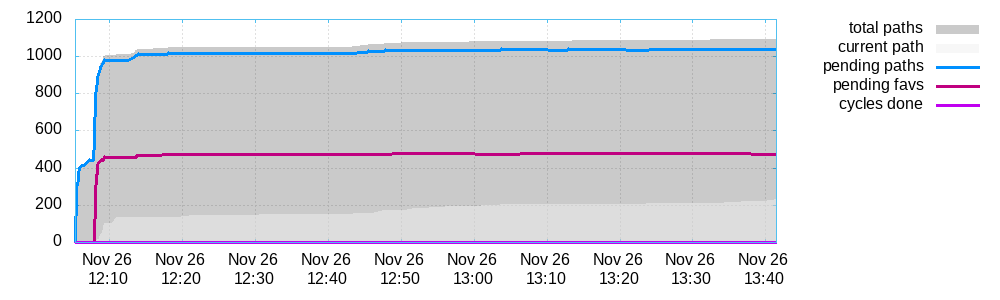 1200
1000
800
600
400
200
0
Nov 26 Nov 26 Nov 26 Nov 26 Nov 26 Nov 26 Nov 26 Nov 26 Nov 26 Nov 26
12:10 12:20 12:30 12:40 12:50 13:00 13:10 13:20 13:30 13:40
total paths
current path
pending paths
pending favs
cycles done